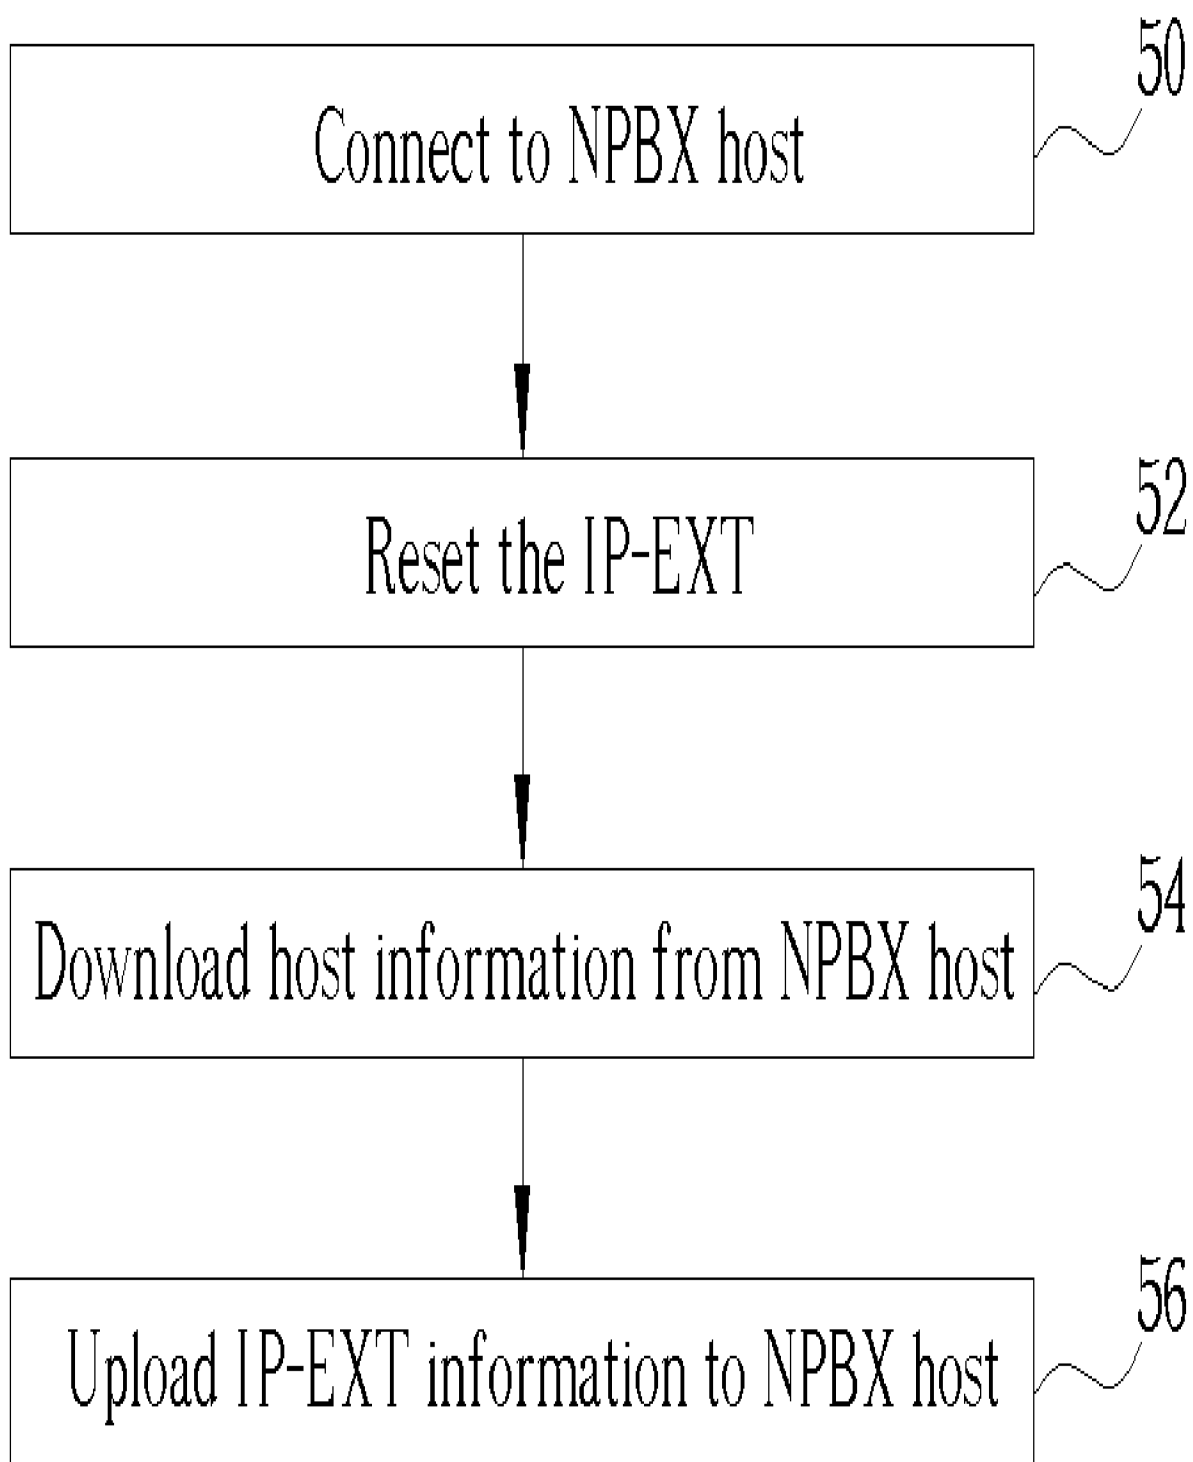 50
Connect to NPBX host
52
Reset the IP-EXT
54
Download host information from NPBX host
56
Upload IP-EXT information to NPBX host